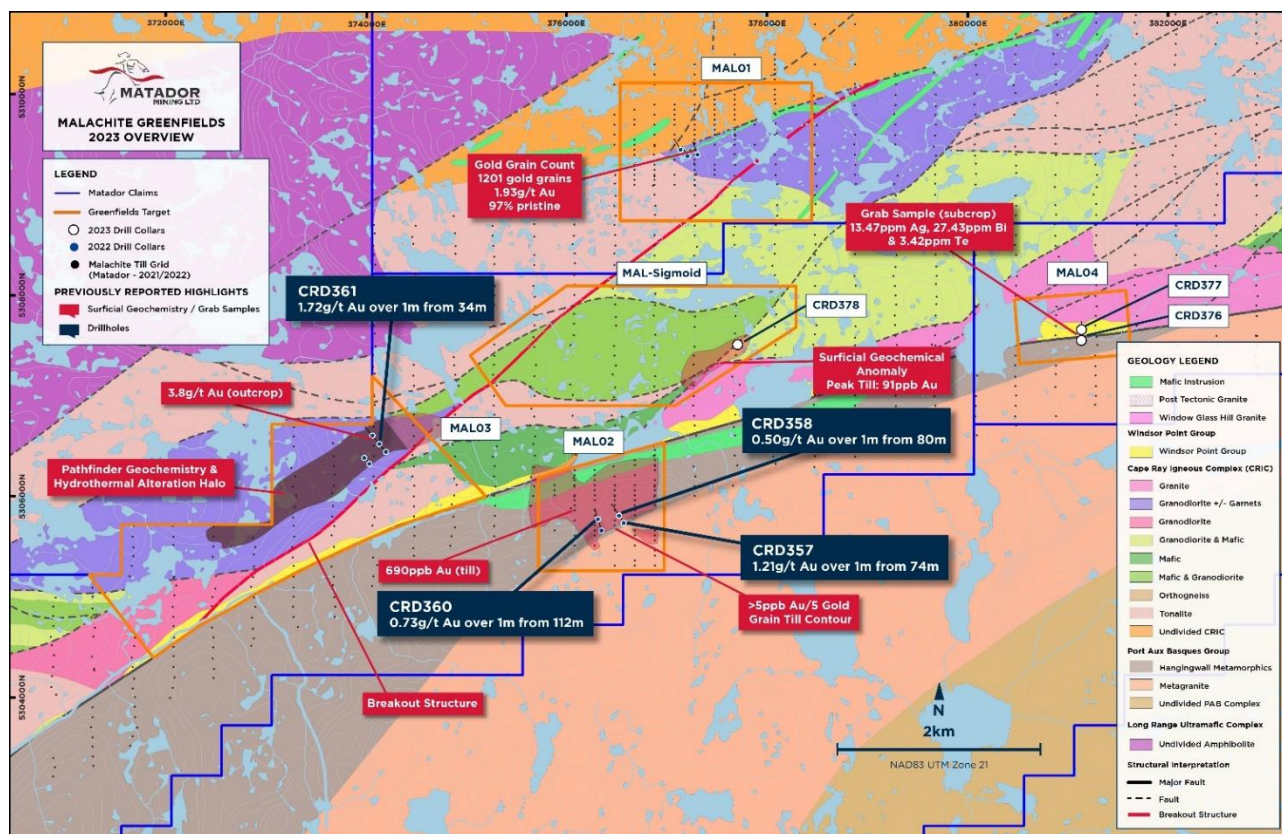 372000E
374000E
376000E
378000E
380000E
382000E
5310000N
5308000N
5306000N
5304000N
MATADOR
MINING LTD
MALACHITE GREENFIELDS
2023 OVERVIEW
LEGEND
Matador Claims
Greenfields Target
2023 Drill Collars
2022 Drill Collars
Malachite Till Grid
(Matador - 2021/2022)
PREVIOUSLY REPORTED HIGHLIGHTS
Surficial Geochemistry / Grab Samples
Drillholes
MAL01
Gold Grain Count
1201 gold grains
1.93g/t Au
97% pristine
Grab Sample (subcrop)
13.47ppm Ag, 27.43ppm Bi
& 3.42ppm Te
MAL-Sigmoid
MAL04
CRD377
CRD376
CRD378
CRD361
1.72g/t Au over 1m from 34m
Surficial Geochemical
Anomaly
Peak Till: 91ppb Au
3.8g/t Au (outcrop)
MAL03
MAL02
CRD358
0.50g/t Au over 1m from 80m
Pathfinder Geochemistry &
Hydrothermal Alteration Halo
690ppb Au (till)
CRD357
1.21g/t Au over 1m from 74m
CRD360
0.73g/t Au over 1m from 112m
>5ppb Au/5 Gold
Grain Till Contour
Breakout Structure
N
2km
NAD83 UTM Zone 21
GEOLOGY LEGEND
Mafic Instrusion
Post Tectonic Granite
Window Glass Hill Granite
Windsor Point Group
Windsor Point Group
Cape Ray Igneous Complex (CRIC)
Granite
Granodiorite +/- Garnets
Granodiorite
Granodiorite & Mafic
Mafic
Mafic & Granodiorite
Orthogneiss
Tonalite
Undivided CRIC
Port Aux Basques Group
Hangingwall Metamorphics
Metagranite
Undivided PAB Complex
Long Range Ultramafic Complex
Undivided Amphibolite
Structural Interpretation
Major Fault
Fault
Breakout Structure